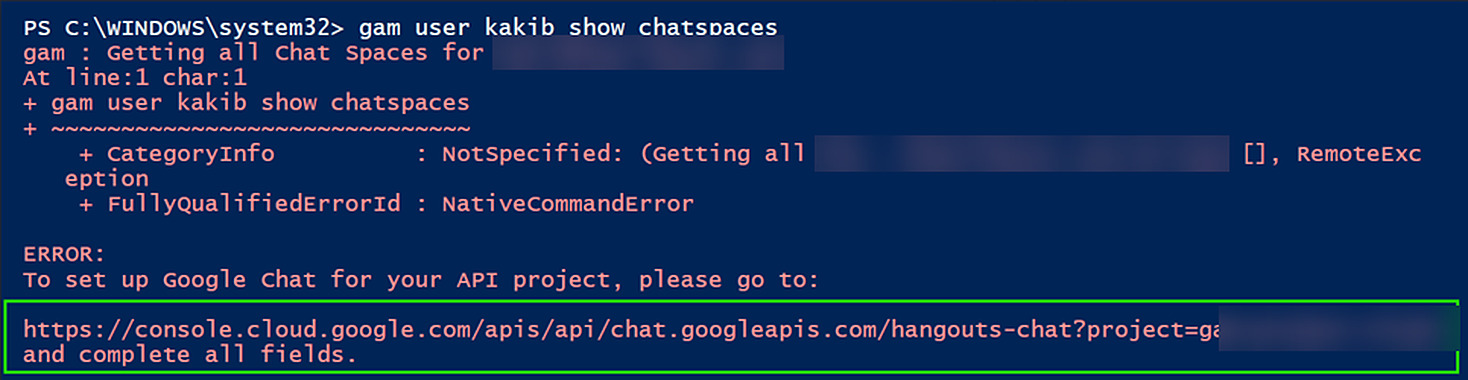 PS C:\WINDOWS\system32> gam user kakib show chatspaces
gam : Getting all Chat Spaces for
At line:1 char:1
+ gam user kakib show chatspaces
+ ~~~~~~~~~~~~~~~~~~~~~~~~~~~~~~
+ CategoryInfo : NotSpecified: (Getting all [], RemoteExc
eption
+ FullyQualifiedErrorId : NativeCommandError
ERROR:
To set up Google Chat for your API project, please go to:
https://console.cloud.google.com/apis/api/chat.googleapis.com/hangouts-chat?project=ga
and complete all fields.